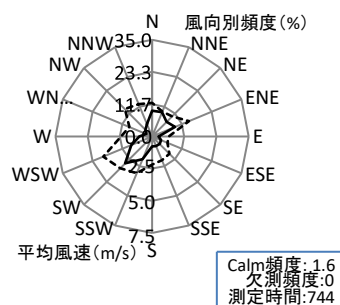 N
風向別頻度(%)
35.0
NNW
NNE
NW
23.3
NE
WN...
11.7
ENE
W
0.0
E
WSW
2.5
ESE
SW
5.0
SE
SSW
SSE
平均風速(m/s)
7.5
S
Calm頻度: 1.6
欠測頻度:0
測定時間:744